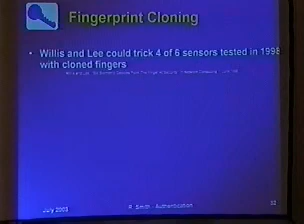 Fingerprint Cloning
• Willis and Lee could trick 4 of 6 sensors tested in 1998
with cloned fingers
July 2003
R. Smith - Authentication